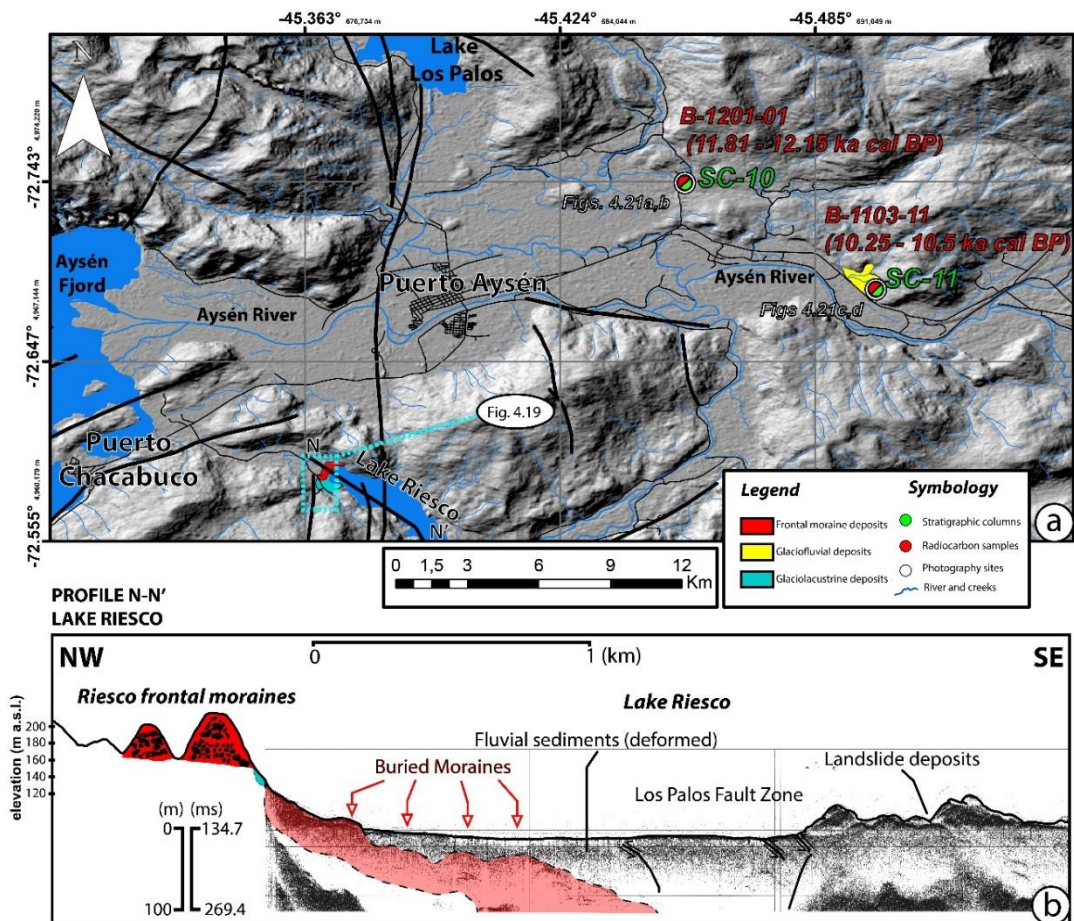 -45.363° 676,734 m
-45.424° 684,044 m
-45.485° 691,049 m
N
Lake
Los Palos
B-1201-01
(11.81 - 12.15 ka cal BP)
SC-10
Figs. 4.21a,b
B-1103-11
(10.25 - 10.5 ka cal BP)
SC-11
Figs 4.21c,d
-72.743°
-72.647°
4,967,144 m
-72.555°
4,960,179 m
Aysén
Fjord
Aysén River
Puerto Aysén
Aysén River
Fig. 4.19
Puerto
Chacabuco
N
Lake Riesco
N'
Legend
Frontal moraine deposits
Glaciofluvial deposits
Glaciolacustrine deposits
Symbology
Stratigraphic columns
Radiocarbon samples
Photography sites
River and creeks
a
0 1,5 3 6 9 12
Km
PROFILE N-N'
LAKE RIESCO
NW
0
1 (km)
SE
Riesco frontal moraines
Lake Riesco
Fluvial sediments (deformed)
Buried Moraines
Los Palos Fault Zone
Landslide deposits
elevation (m a.s.l.)
200
180
160
140
120
(m) (ms)
0 134.7
100 269.4
b